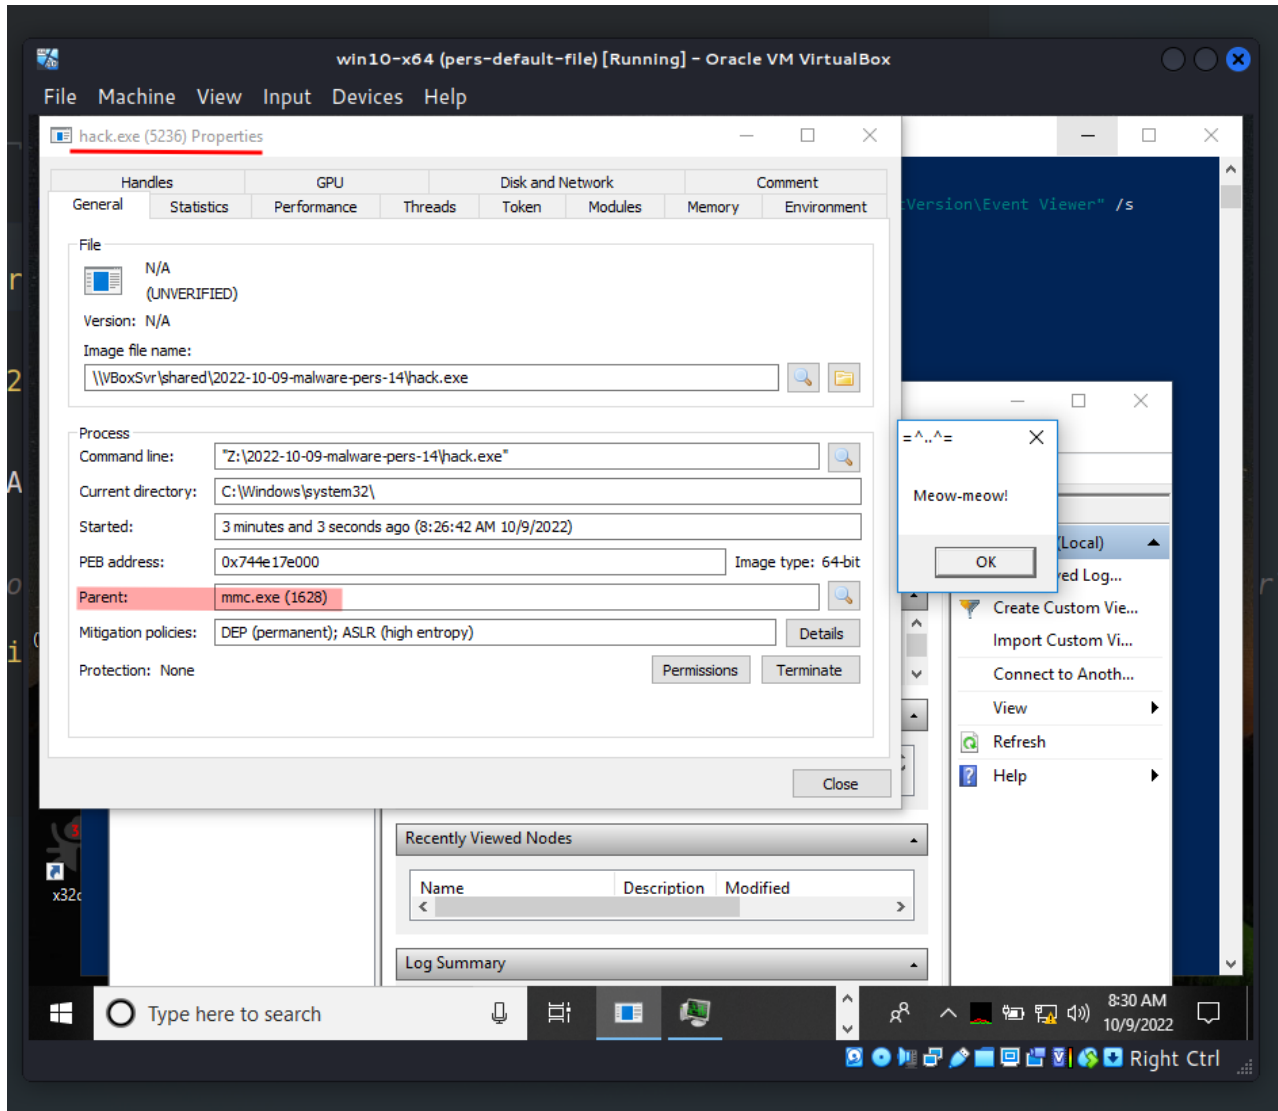 win10-x64 (pers-default-file) [Running] - Oracle VM VirtualBox
File Machine View Input Devices Help
hack.exe (5236) Properties
Handles GPU Disk and Network Comment
General Statistics Performance Threads Token Modules Memory Environment
File
N/A
(UNVERIFIED)
Version: N/A
Image file name:
\\VBoxSvr\shared\2022-10-09-malware-pers-14\hack.exe
Process
Command line: "Z:\2022-10-09-malware-pers-14\hack.exe"
Current directory: C:\Windows\system32\
Started: 3 minutes and 3 seconds ago (8:26:42 AM 10/9/2022)
PEB address: 0x744e17e000 Image type: 64-bit
Parent: mmc.exe (1628)
Mitigation policies: DEP (permanent); ASLR (high entropy) Details
Protection: None Permissions Terminate
Close
Version\Event Viewer" /s
=^..^=
Meow-meow!
OK
(Local)
ved Log...
Create Custom Vie...
Import Custom Vi...
Connect to Anoth...
View
Refresh
Help
Recently Viewed Nodes
Name Description Modified
Log Summary
x32d
Type here to search
8:30 AM
10/9/2022
Right Ctrl